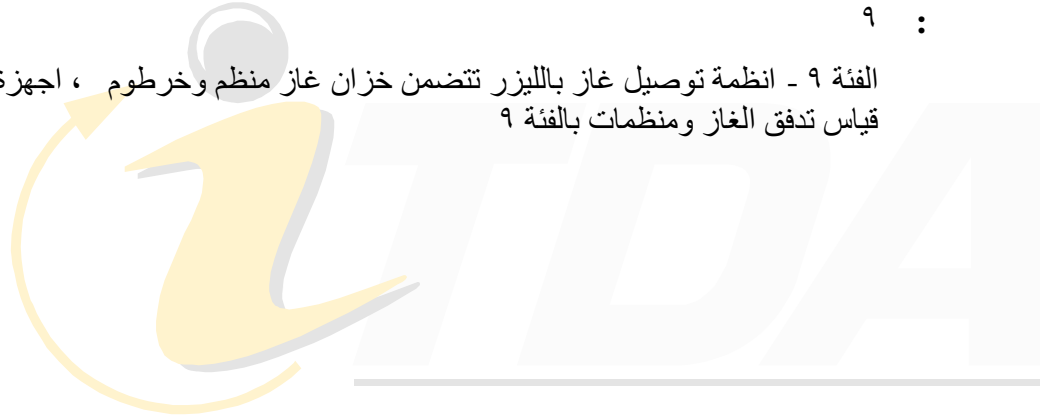 : ٩
الفئة ٩ - انظمة توصيل غاز بالليزر تتضمن خزان غاز منظم وخرطوم ، اجهزة
قياس تدفق الغاز ومنظمات بالفئة ٩
iTDA